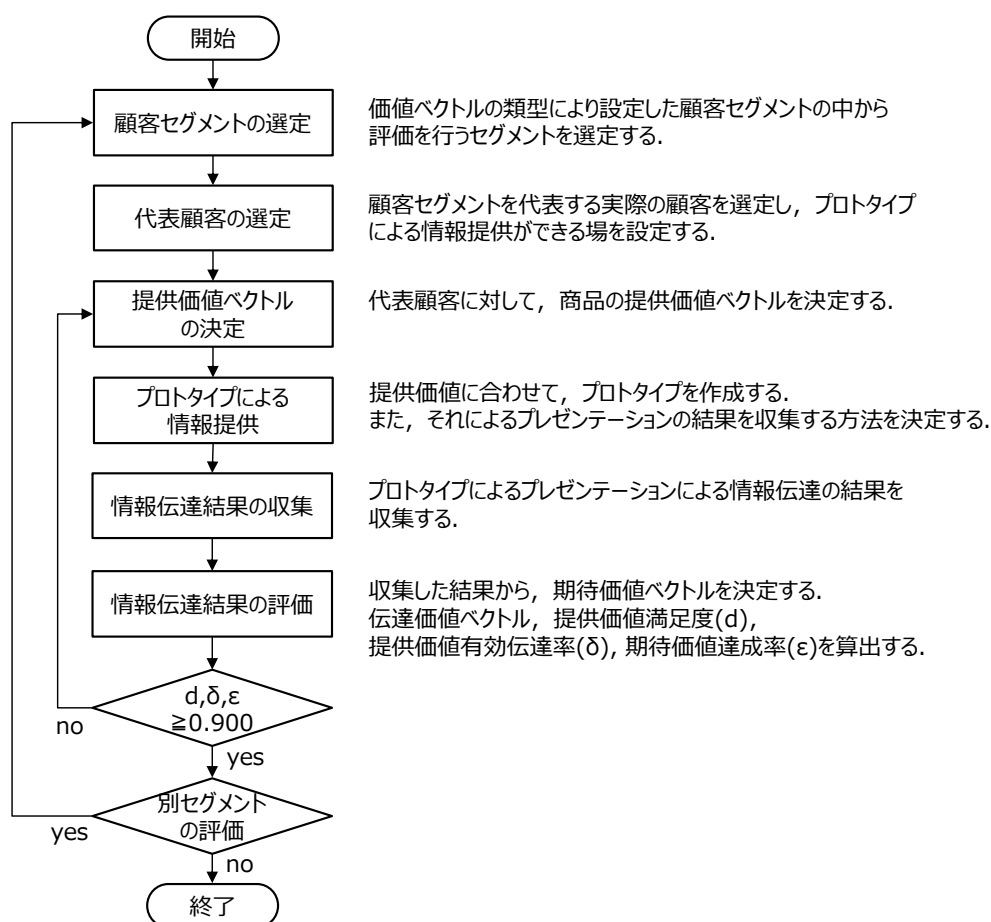 開始
顧客セグメントの選定
価値ベクトルの類型により設定した顧客セグメントの中から
評価を行うセグメントを選定する．
代表顧客の選定
顧客セグメントを代表する実際の顧客を選定し，プロトタイプ
による情報提供ができる場を設定する．
提供価値ベクトル
の決定
代表顧客に対して，商品の提供価値ベクトルを決定する．
プロトタイプによる
情報提供
提供価値に合わせて，プロトタイプを作成する．
また，それによるプレゼンテーションの結果を収集する方法を決定する．
情報伝達結果の収集
プロトタイプによるプレゼンテーションによる情報伝達の結果を
収集する．
情報伝達結果の評価
収集した結果から，期待価値ベクトルを決定する．
伝達価値ベクトル，提供価値満足度(d)，
提供価値有効伝達率(δ)，期待価値達成率(ε)を算出する．
d,δ,ε
≧0.900
no
yes
別セグメント
の評価
yes
no
終了